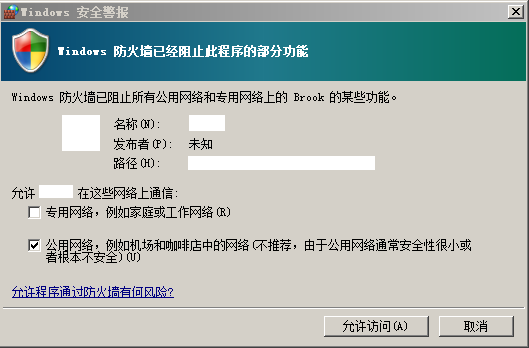 Windows 安全警报
Windows 防火墙已经阻止此程序的部分功能
Windows 防火墙已阻止所有公用网络和专用网络上的 Brook 的某些功能。
名称(N):
发布者(P): 未知
路径(H):
允许 在这些网络上通信:
专用网络，例如家庭或工作网络(R)
公用网络，例如机场和咖啡店中的网络(不推荐，由于公用网络通常安全性很小或
者根本不安全)(U)
允许程序通过防火墙有何风险?
允许访问(A) 取消